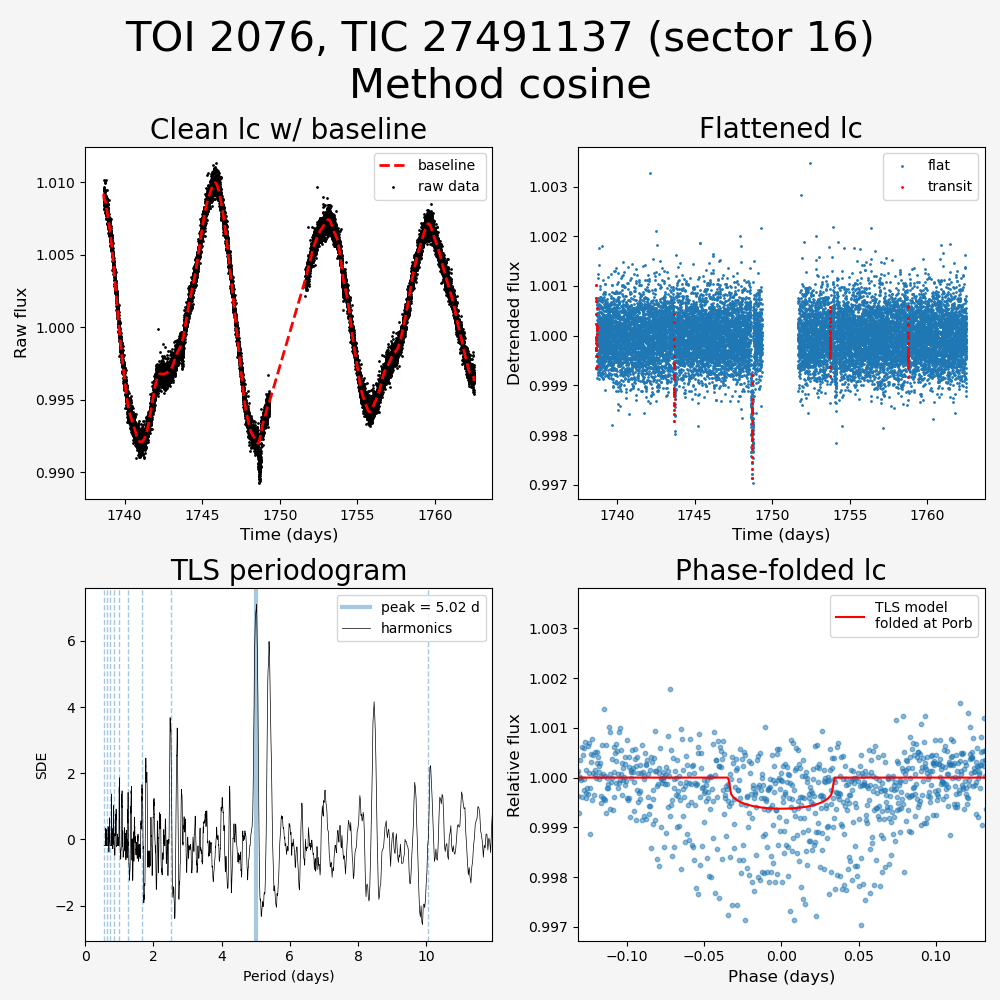 TOI 2076, TIC 27491137 (sector 16)
Method cosine
Clean lc w/ baseline
baseline
raw data
1.010
1.005
1.000
0.995
0.990
Raw flux
1740
1745
1750
1755
1760
Time (days)
Flattened lc
flat
transit
1.003
1.002
1.001
1.000
0.999
0.998
0.997
Detrended flux
1740
1745
1750
1755
1760
Time (days)
TLS periodogram
peak = 5.02 d
harmonics
6
4
2
0
−2
SDE
0
2
4
6
8
10
Period (days)
Phase-folded lc
TLS model
folded at Porb
1.003
1.002
1.001
1.000
0.999
0.998
0.997
Relative flux
−0.10
−0.05
0.00
0.05
0.10
Phase (days)